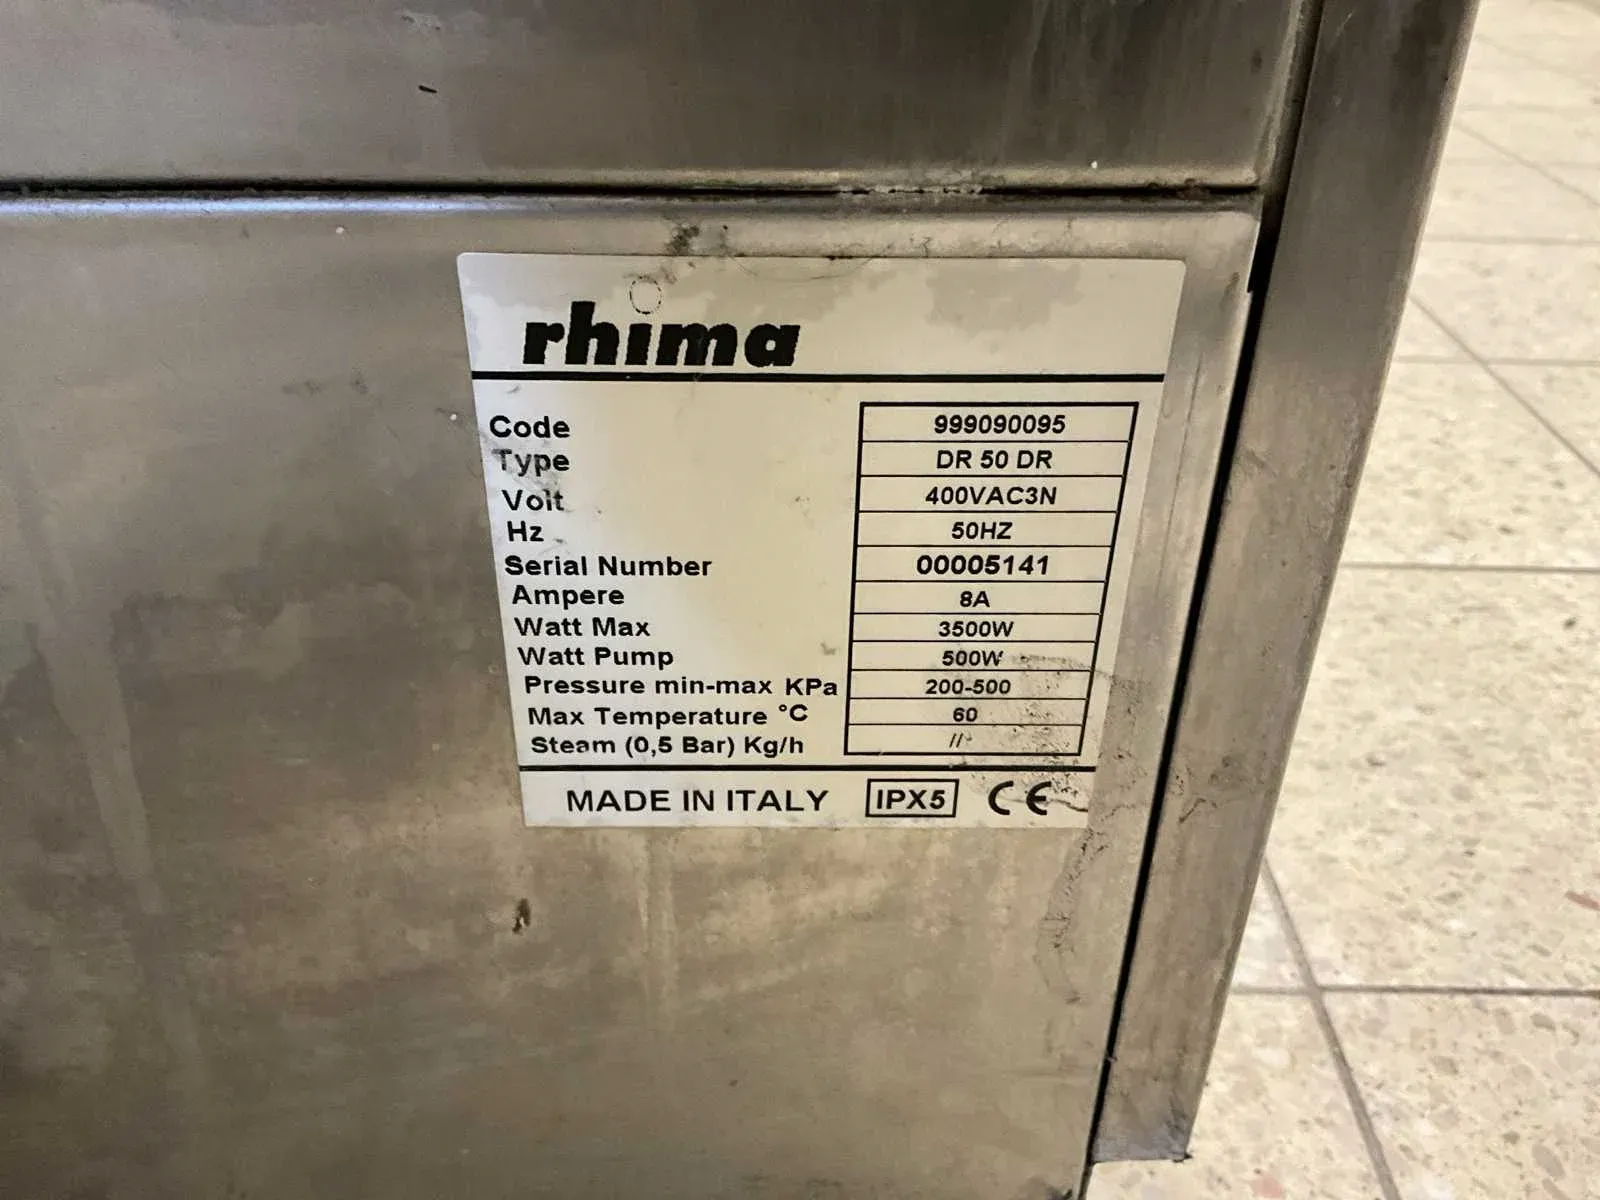 rhima
Code 999090095
Type DR 50 DR
Volt 400VAC3N
Hz 50HZ
Serial Number 00005141
Ampere 8A
Watt Max 3500W
Watt Pump 500W
Pressure min-max KPa 200-500
Max Temperature °C 60
Steam (0,5 Bar) Kg/h //
MADE IN ITALY IPX5 CE